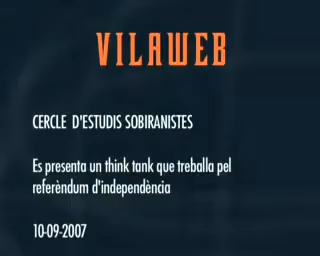 VILAWEB
CERCLE D'ESTUDIS SOBIRANISTES
Es presenta un think tank que treballa pel
referèndum d'independència
10-09-2007